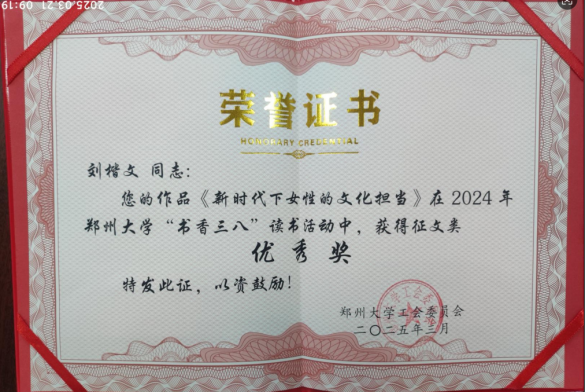 2025.03.21 09:19
荣誉证书
HONORARY CREDENTIAL
刘楷文 同志:
您的作品《新时代下女性的文化担当》在 2024 年
郑州大学“书香三八”读书活动中，获得征文类
优秀奖
特发此证，以资鼓励!
郑州大学工会委员会
二〇二五年三月